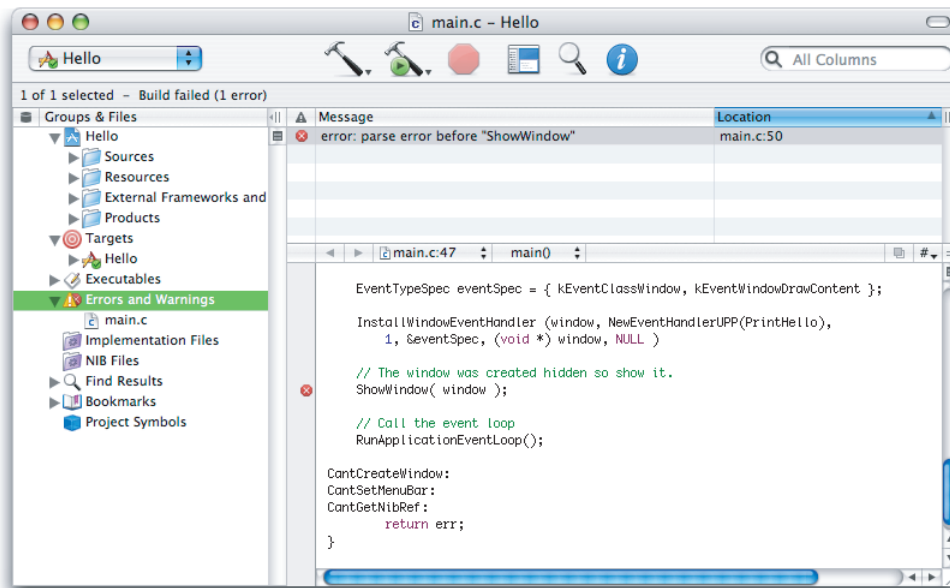 main.c – Hello
Hello
All Columns
1 of 1 selected – Build failed (1 error)
Groups & Files
Hello
Sources
Resources
External Frameworks and
Products
Targets
Hello
Executables
Errors and Warnings
main.c
Implementation Files
NIB Files
Find Results
Bookmarks
Project Symbols
Message
Location
error: parse error before "ShowWindow"
main.c:50
main.c:47
main()
#
EventTypeSpec eventSpec = { kEventClassWindow, kEventWindowDrawContent };
InstallWindowEventHandler (window, NewEventHandlerUPP(PrintHello),
1, &eventSpec, (void *) window, NULL )
// The window was created hidden so show it.
ShowWindow( window );
// Call the event loop
RunApplicationEventLoop();
CantCreateWindow:
CantSetMenuBar:
CantGetNibRef:
return err;
}